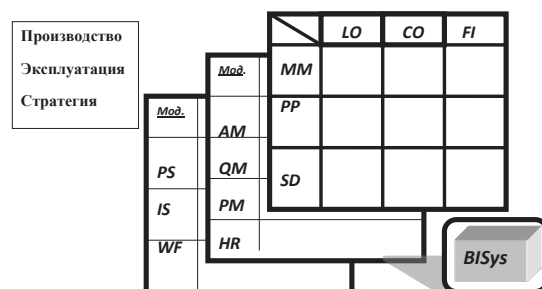 Производство
Эксплуатация
Стратегия
LO CO FI
MM
PP
SD
Мод.
AM
QM
PM
HR
Мод.
PS
IS
WF
BISys